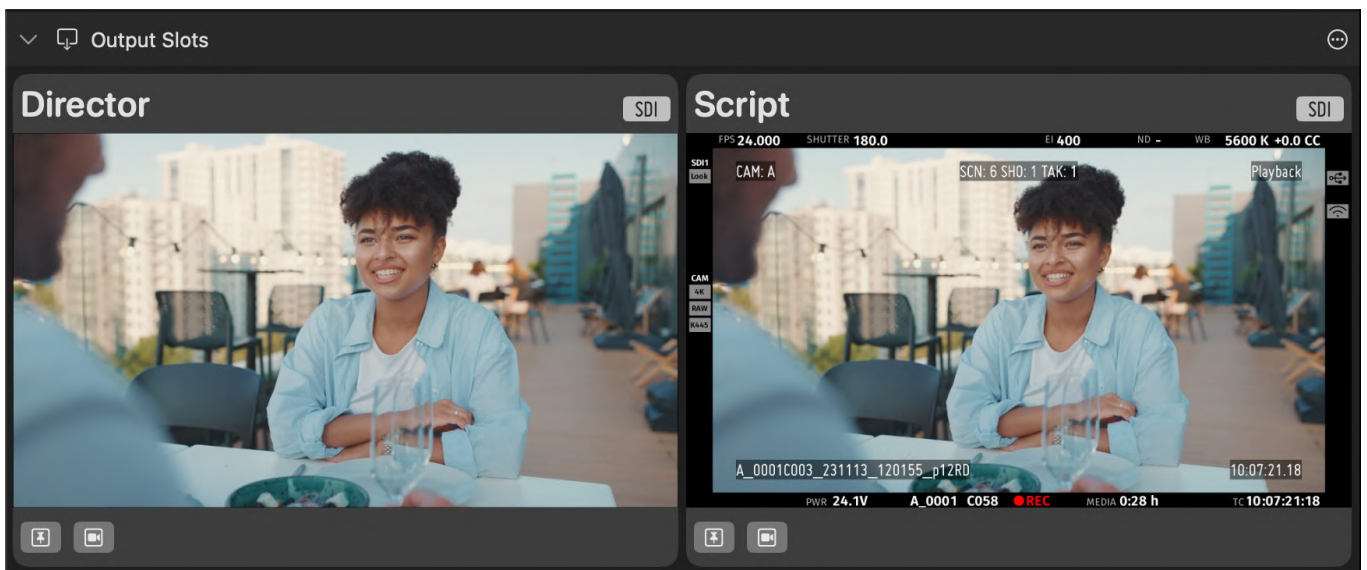 Output Slots
Director
SDI
Script
SDI
FPS 24.000 SHUTTER 180.0 EI 400 ND - WB 5600 K +0.0 CC
SDI1
Look
CAM: A SCN: 6 SHO: 1 TAK: 1 Playback
CAM
4K
RAW
K445
A_0001C003_231113_120155_p12RD 10:07:21.18
PWR 24.1V A_0001 C058 REC MEDIA 0:28 h TC 10:07:21:18